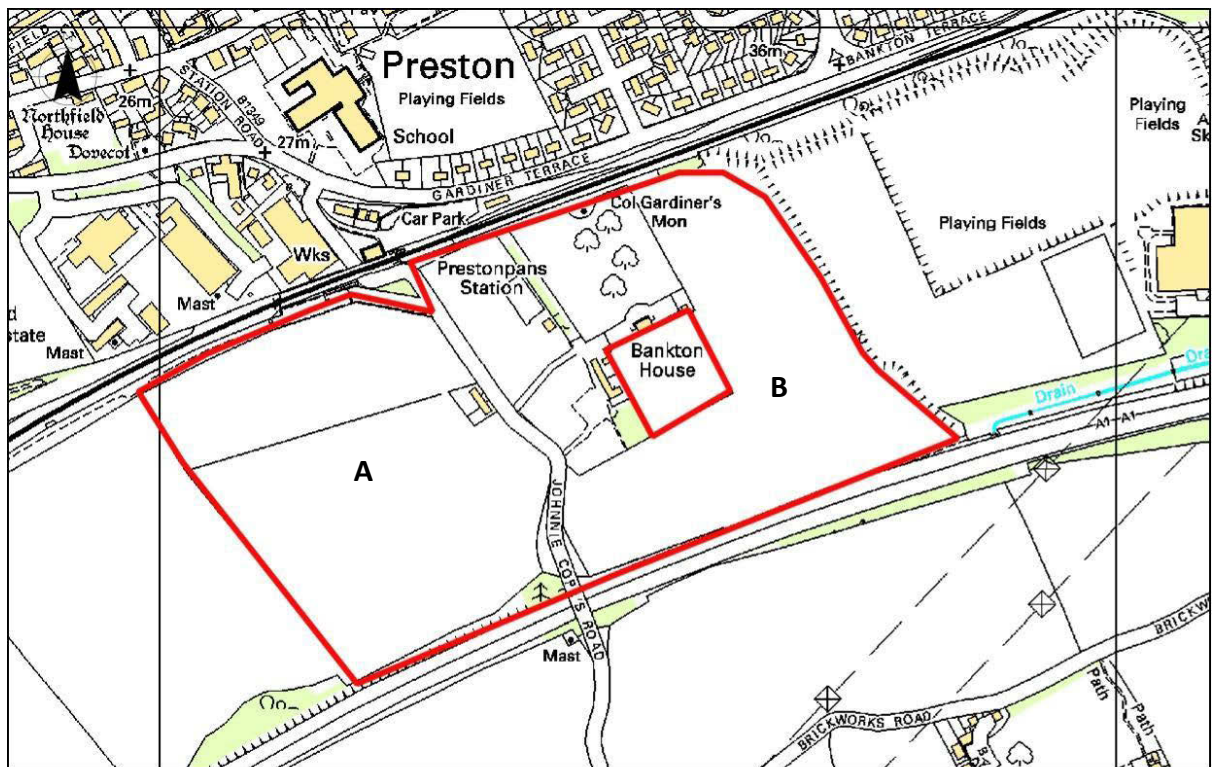 Preston
Playing Fields
School
STATION ROAD
B1349
26m
Northfield
House
Dovecot
27m
36m
BANKTON TERRACE
GARDINER TERRACE
Playing
Fields
Playing Fields
Car Park
Col Gardiner's
Mon
Wks
Mast
Mast
Prestonpans
Station
Bankton
House
A
B
Drain
A1
A1
JOHNNIE COPE'S ROAD
Mast
BRICKWORKS ROAD
Path
Path